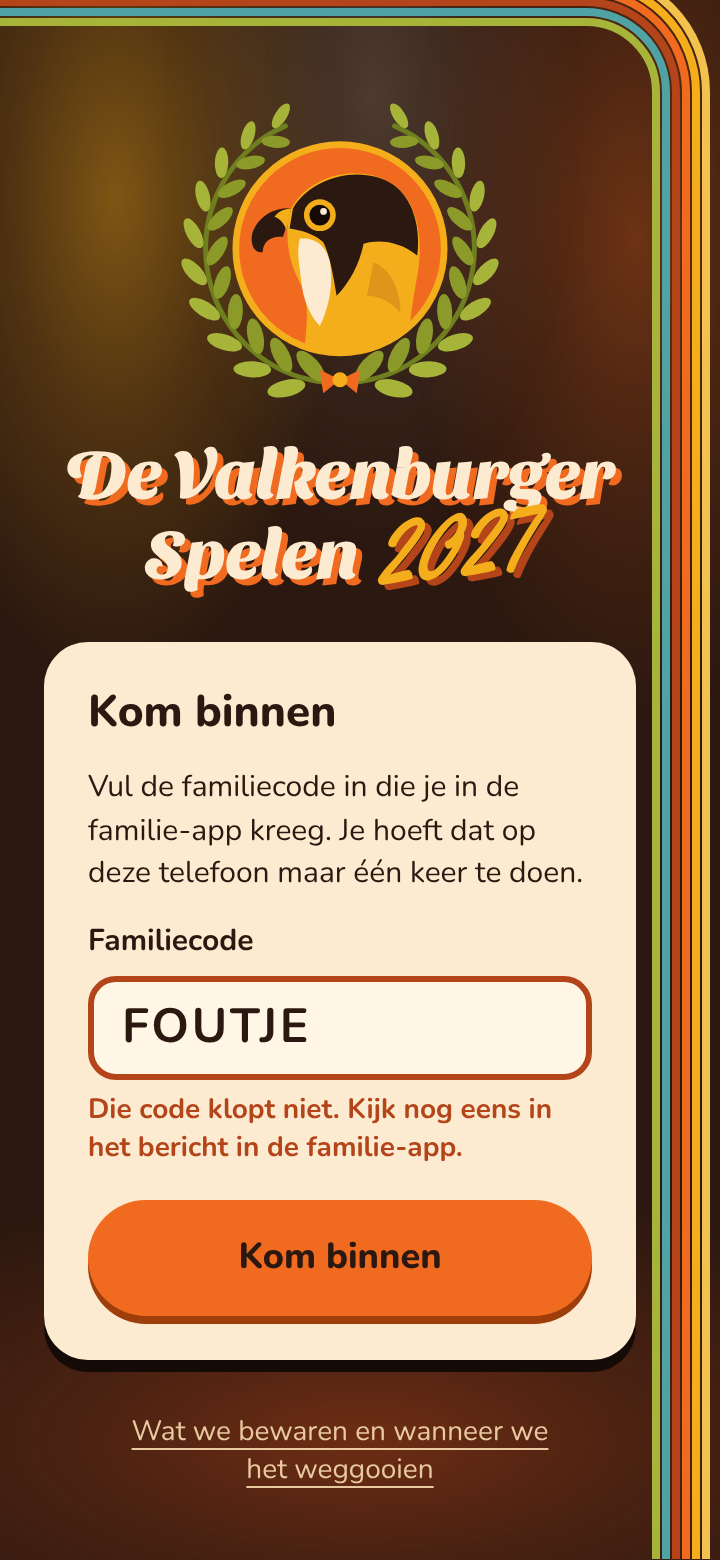 De Valkenburger
Spelen 2027
Kom binnen
Vul de familiecode in die je in de
familie-app kreeg. Je hoeft dat op
deze telefoon maar één keer te doen.
Familiecode
FOUTJE
Die code klopt niet. Kijk nog eens in
het bericht in de familie-app.
Kom binnen
Wat we bewaren en wanneer we
het weggooien